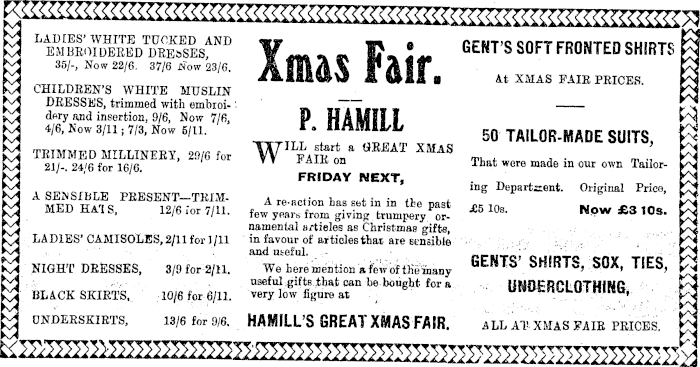 LADIES' WHITE TUCKED AND
EMBROIDERED DRESSES,
35/-, Now 22/6. 37/6 Now 23/6.
CHILDREN'S WHITE MUSLIN
DRESSES, trimmed with embroi-
dery and insertion, 9/6, Now 7/6,
4/6, Now 3/11; 7/3, Now 5/11.
TRIMMED MILLINERY, 29/6 for
21/-. 24/6 for 16/6.
A SENSIBLE PRESENT—TRIM-
MED HATS, 12/6 for 7/11.
LADIES' CAMISOLES, 2/11 for 1/11
NIGHT DRESSES, 3/9 for 2/11.
BLACK SKIRTS, 10/6 for 6/11.
UNDERSKIRTS, 13/6 for 9/6.
Xmas Fair.
P. HAMILL
WILL start a GREAT XMAS
FAIR on
FRIDAY NEXT,
A re-action has set in in the past
few years from giving trumpery or-
namental articles as Christmas gifts,
in favour of articles that are sensible
and useful.
We here mention a few of the many
useful gifts that can be bought for a
very low figure at
HAMILL'S GREAT XMAS FAIR.
GENT'S SOFT FRONTED SHIRTS
At XMAS FAIR PRICES.
50 TAILOR-MADE SUITS,
That were made in our own Tailor-
ing Department. Original Price,
£5 10s. Now £3 10s.
GENTS' SHIRTS, SOX, TIES,
UNDERCLOTHING,
ALL AT XMAS FAIR PRICES.